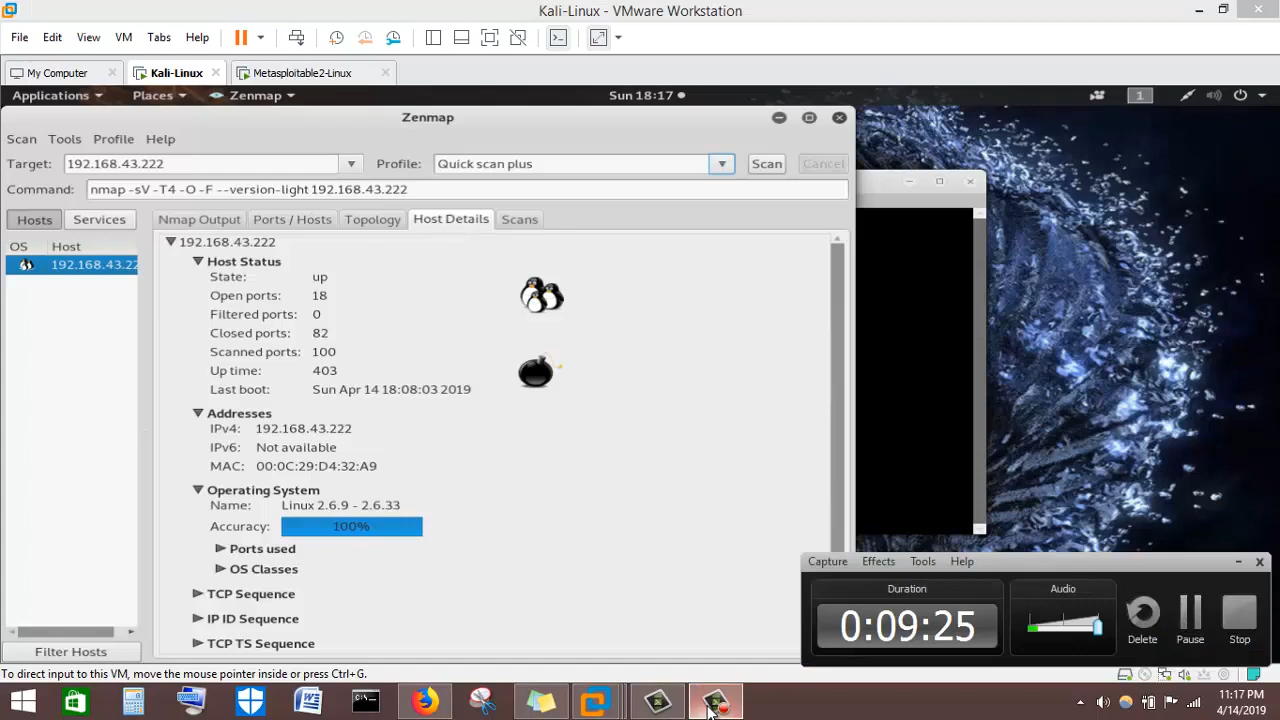 Kali-Linux - VMware Workstation
File Edit View VM Tabs Help
My Computer Kali-Linux Metasploitable2-Linux
Applications Places Zenmap Sun 18:17 1
Zenmap
Scan Tools Profile Help
Target: 192.168.43.222 Profile: Quick scan plus Scan Cancel
Command: nmap -sV -T4 -O -F --version-light 192.168.43.222
Hosts Services Nmap Output Ports / Hosts Topology Host Details Scans
OS Host
192.168.43.22
192.168.43.222
Host Status
State: up
Open ports: 18
Filtered ports: 0
Closed ports: 82
Scanned ports: 100
Up time: 403
Last boot: Sun Apr 14 18:08:03 2019
Addresses
IPv4: 192.168.43.222
IPv6: Not available
MAC: 00:0C:29:D4:32:A9
Operating System
Name: Linux 2.6.9 - 2.6.33
Accuracy: 100%
Ports used
OS Classes
TCP Sequence
IP ID Sequence
TCP TS Sequence
Filter Hosts
Capture Effects Tools Help
Duration Audio
0:09:25
Delete Pause Stop
To direct input to this VM, move the mouse pointer inside or press Ctrl+G.
11:17 PM
4/14/2019